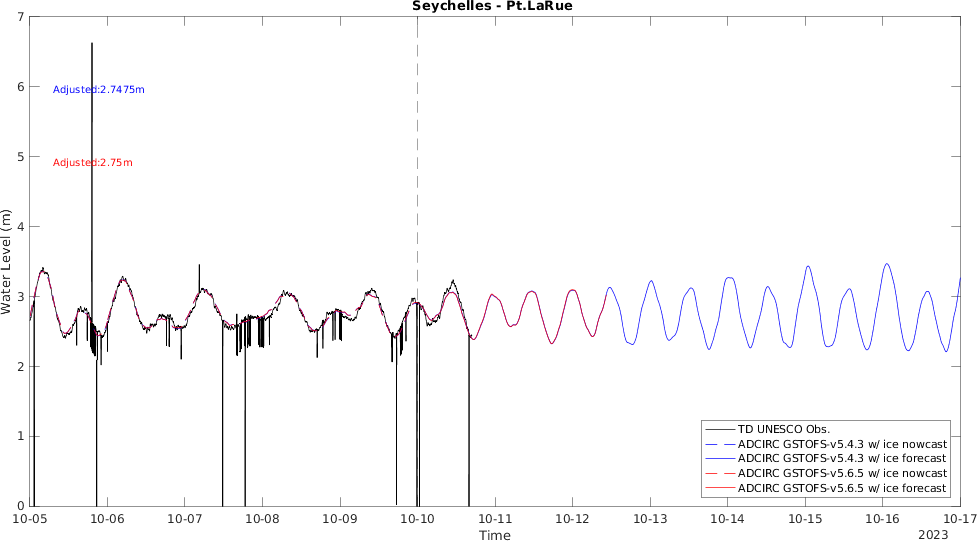 Seychelles - Pt.LaRue
7
6
5
4
3
2
1
0
Water Level (m)
Adjusted:2.7475m
Adjusted:2.75m
TD UNESCO Obs.
ADCIRC GSTOFS-v5.4.3 w/ ice nowcast
ADCIRC GSTOFS-v5.4.3 w/ ice forecast
ADCIRC GSTOFS-v5.6.5 w/ ice nowcast
ADCIRC GSTOFS-v5.6.5 w/ ice forecast
10-05 10-06 10-07 10-08 10-09 10-10 10-11 10-12 10-13 10-14 10-15 10-16 10-17
Time
2023